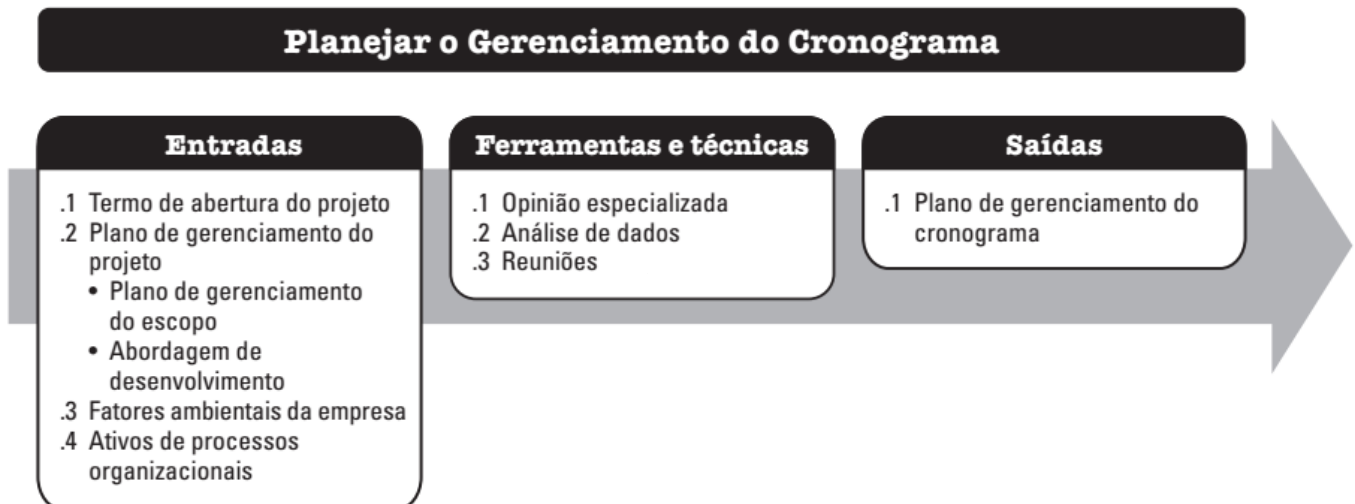 Planejar o Gerenciamento do Cronograma
Entradas
.1 Termo de abertura do projeto
.2 Plano de gerenciamento do
projeto
• Plano de gerenciamento
do escopo
• Abordagem de
desenvolvimento
.3 Fatores ambientais da empresa
.4 Ativos de processos
organizacionais
Ferramentas e técnicas
.1 Opinião especializada
.2 Análise de dados
.3 Reuniões
Saídas
.1 Plano de gerenciamento do
cronograma